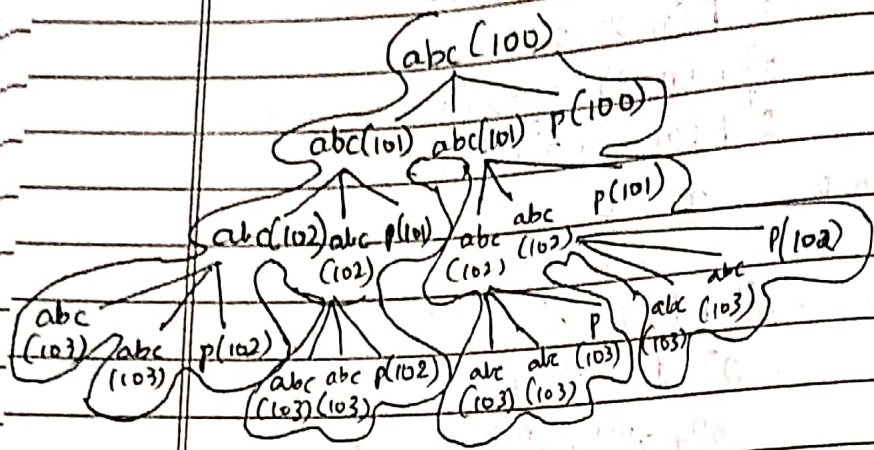 abc(100)
abc(101) abc(101) p(100)
abc(102) abc p(101) abc abc p(101)
(102) (102) (102)
abc abc p(102) abc abc p(102) abc abc p abc abc p(102)
(103) (103) (103) (103) (103) (103) (103) (103) (103)